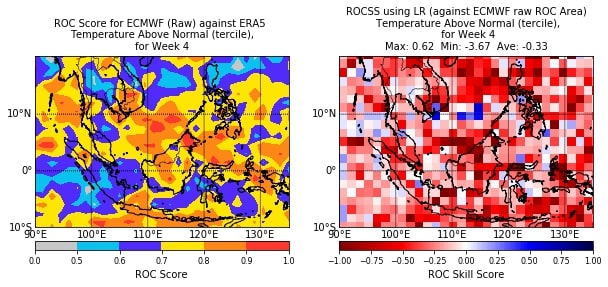 ROC Score for ECMWF (Raw) against ERA5
Temperature Above Normal (tercile),
for Week 4
10°N
0°
10°S
90°E 100°E 110°E 120°E 130°E
0.0 0.5 0.6 0.7 0.8 0.9 1.0
ROC Score
ROCSS using LR (against ECMWF raw ROC Area)
Temperature Above Normal (tercile),
for Week 4
Max: 0.62 Min: -3.67 Ave: -0.33
10°N
0°
10°S
90°E 100°E 110°E 120°E 130°E
−1.00 −0.75 −0.50 −0.25 0.00 0.25 0.50 0.75 1.00
ROC Skill Score